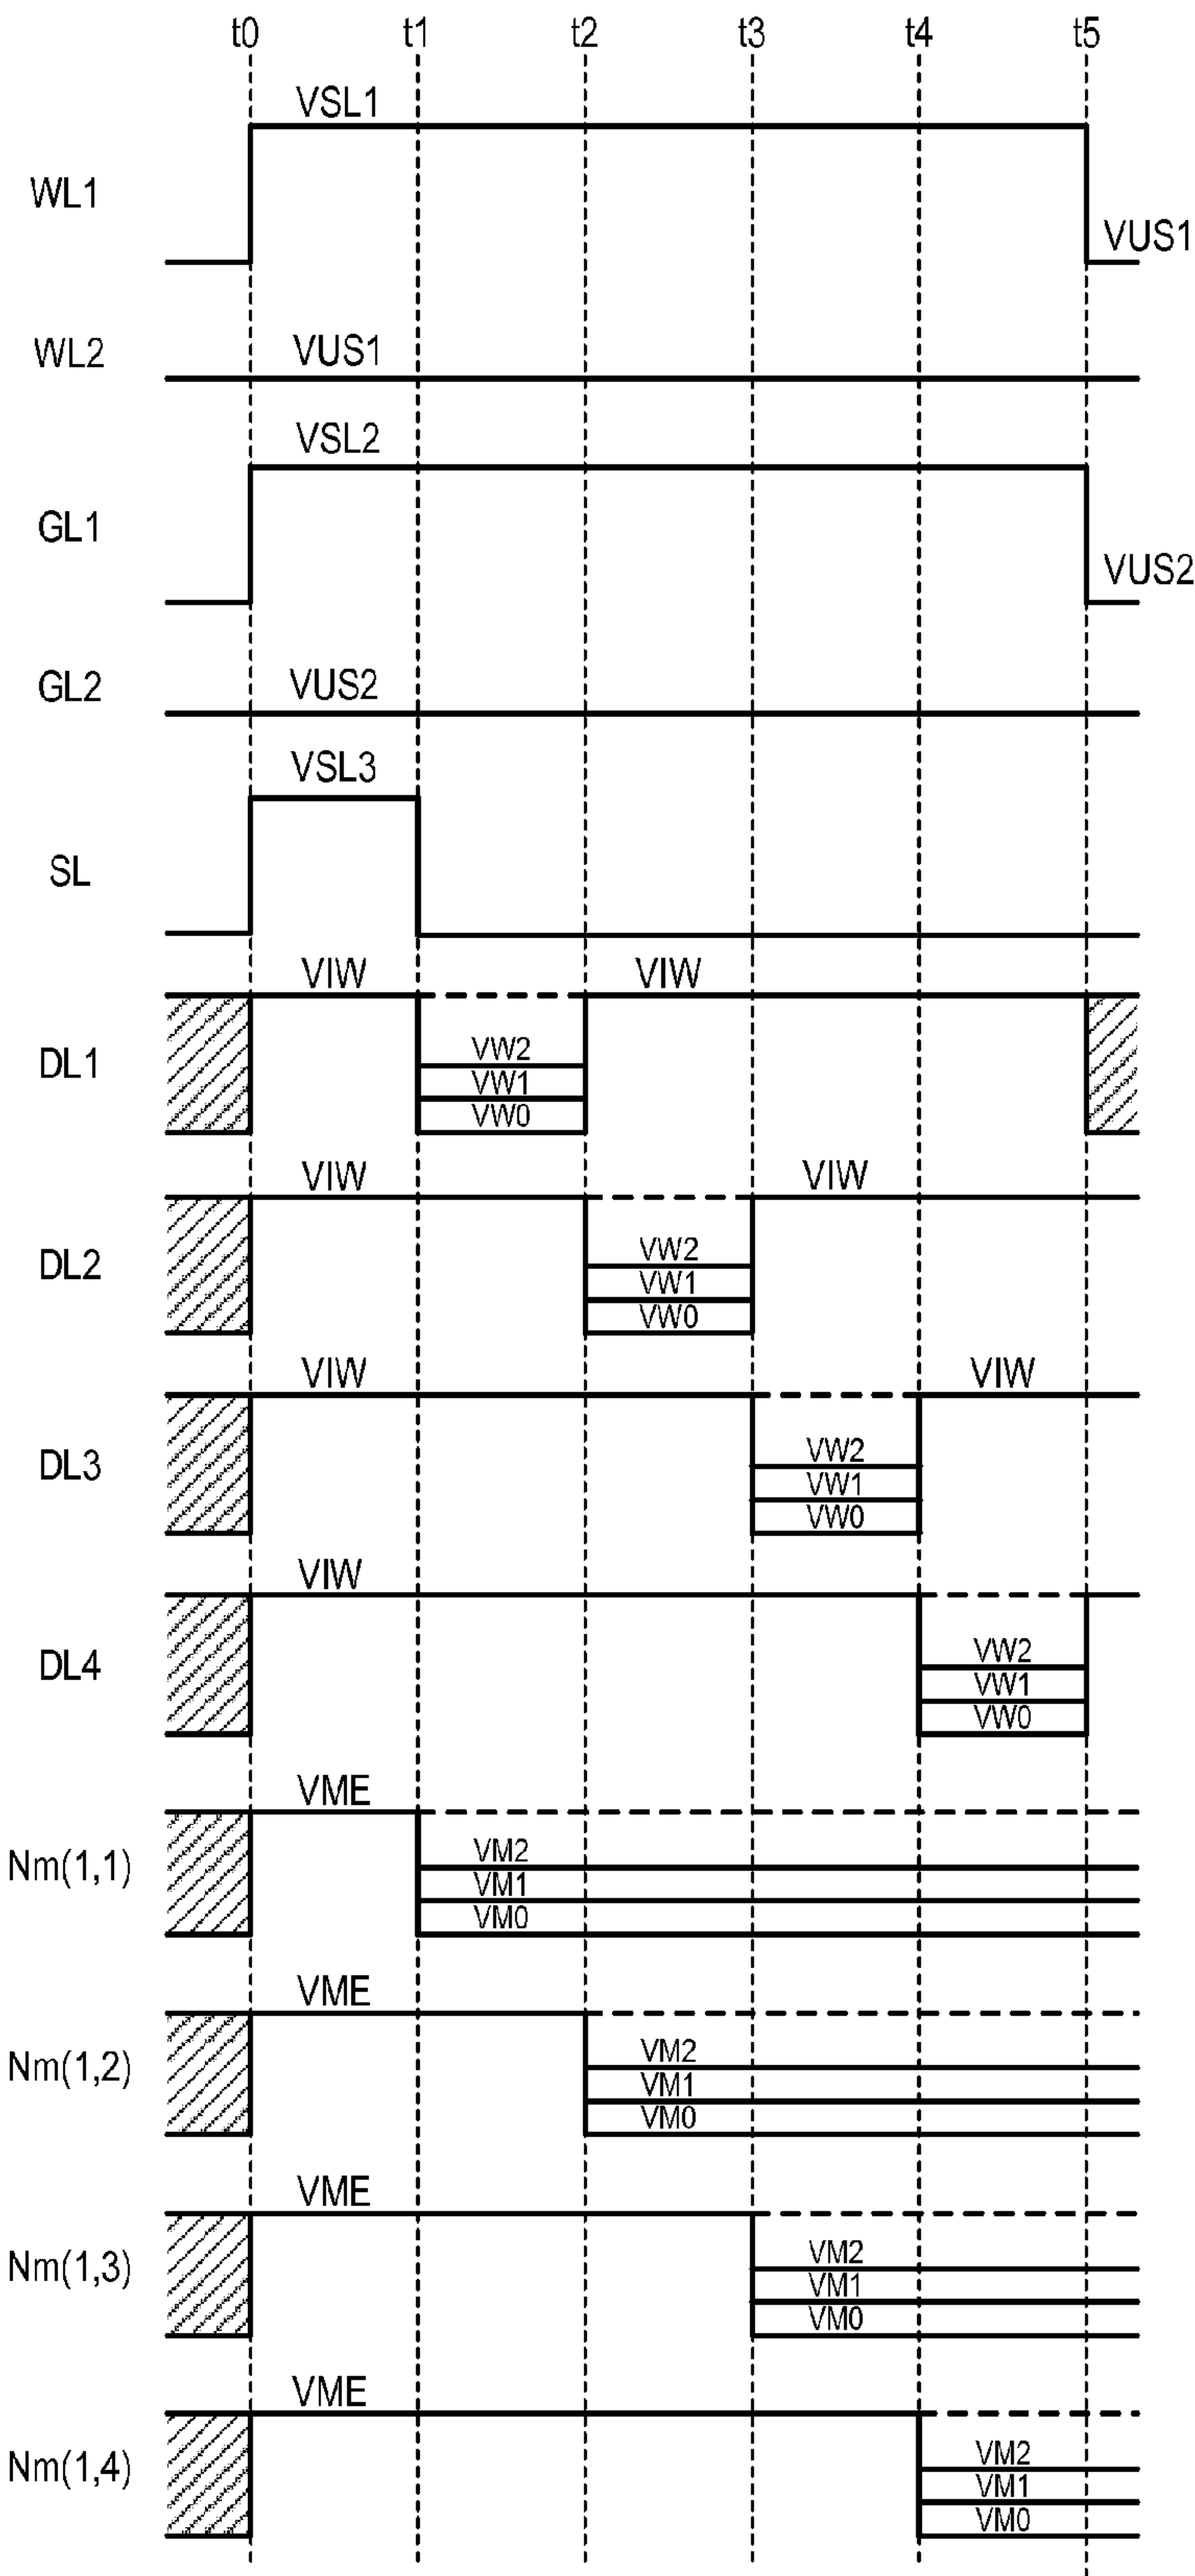 t0 t1 t2 t3 t4 t5
VSL1
WL1
VUS1
WL2 VUS1
VSL2
GL1
VUS2
GL2 VUS2
VSL3
SL
VIW VIW
DL1
VW2
VW1
VW0
VIW VIW
DL2
VW2
VW1
VW0
VIW VIW
DL3
VW2
VW1
VW0
VIW
DL4
VW2
VW1
VW0
VME
Nm(1,1)
VM2
VM1
VM0
VME
Nm(1,2)
VM2
VM1
VM0
VME
Nm(1,3)
VM2
VM1
VM0
VME
Nm(1,4)
VM2
VM1
VM0